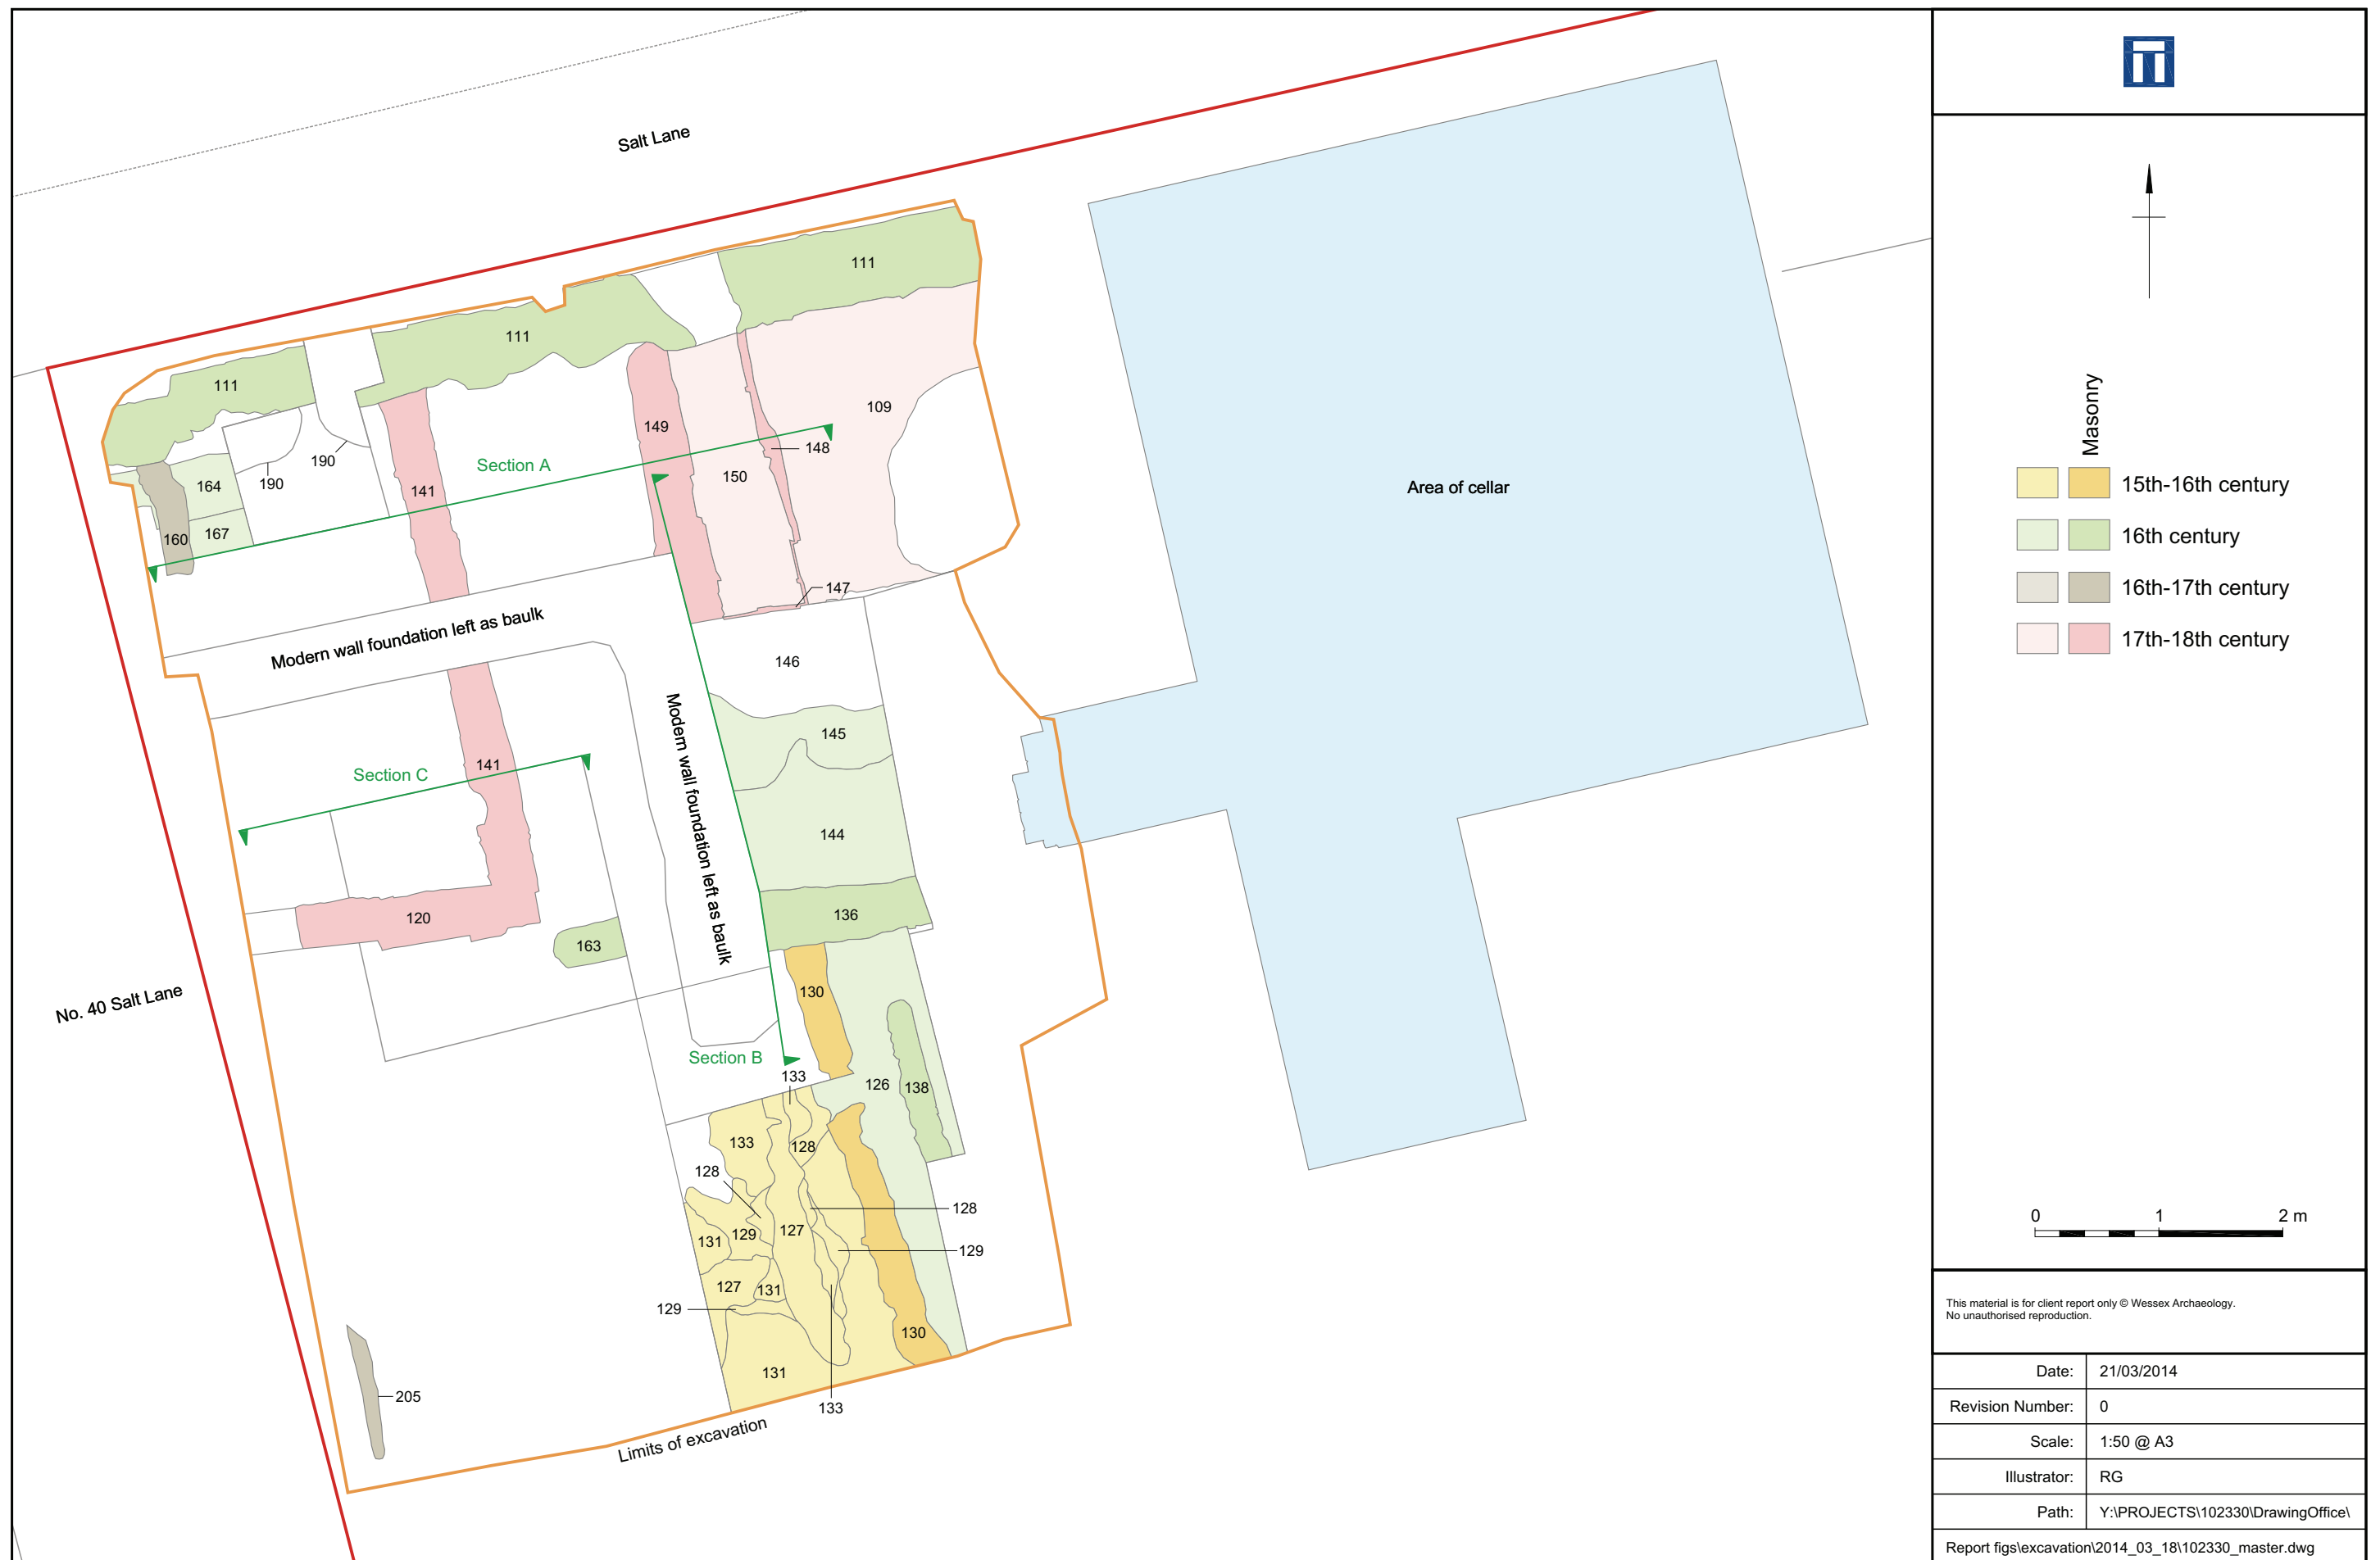 Salt Lane
111
111
111
149
109
148
150
Section A
190
190
164
141
167
160
147
Modern wall foundation left as baulk
146
Modern wall foundation left as baulk
145
141
Section C
144
136
120
163
130
No. 40 Salt Lane
Section B
133
126
138
133
128
128
128
127
129
131
129
127
131
129
130
131
205
133
Limits of excavation
Area of cellar
Masonry
15th-16th century
16th century
16th-17th century
17th-18th century
0 1 2 m
This material is for client report only © Wessex Archaeology.
No unauthorised reproduction.
Date: 21/03/2014
Revision Number: 0
Scale: 1:50 @ A3
Illustrator: RG
Path: Y:\PROJECTS\102330\DrawingOffice\
Report figs\excavation\2014_03_18\102330_master.dwg